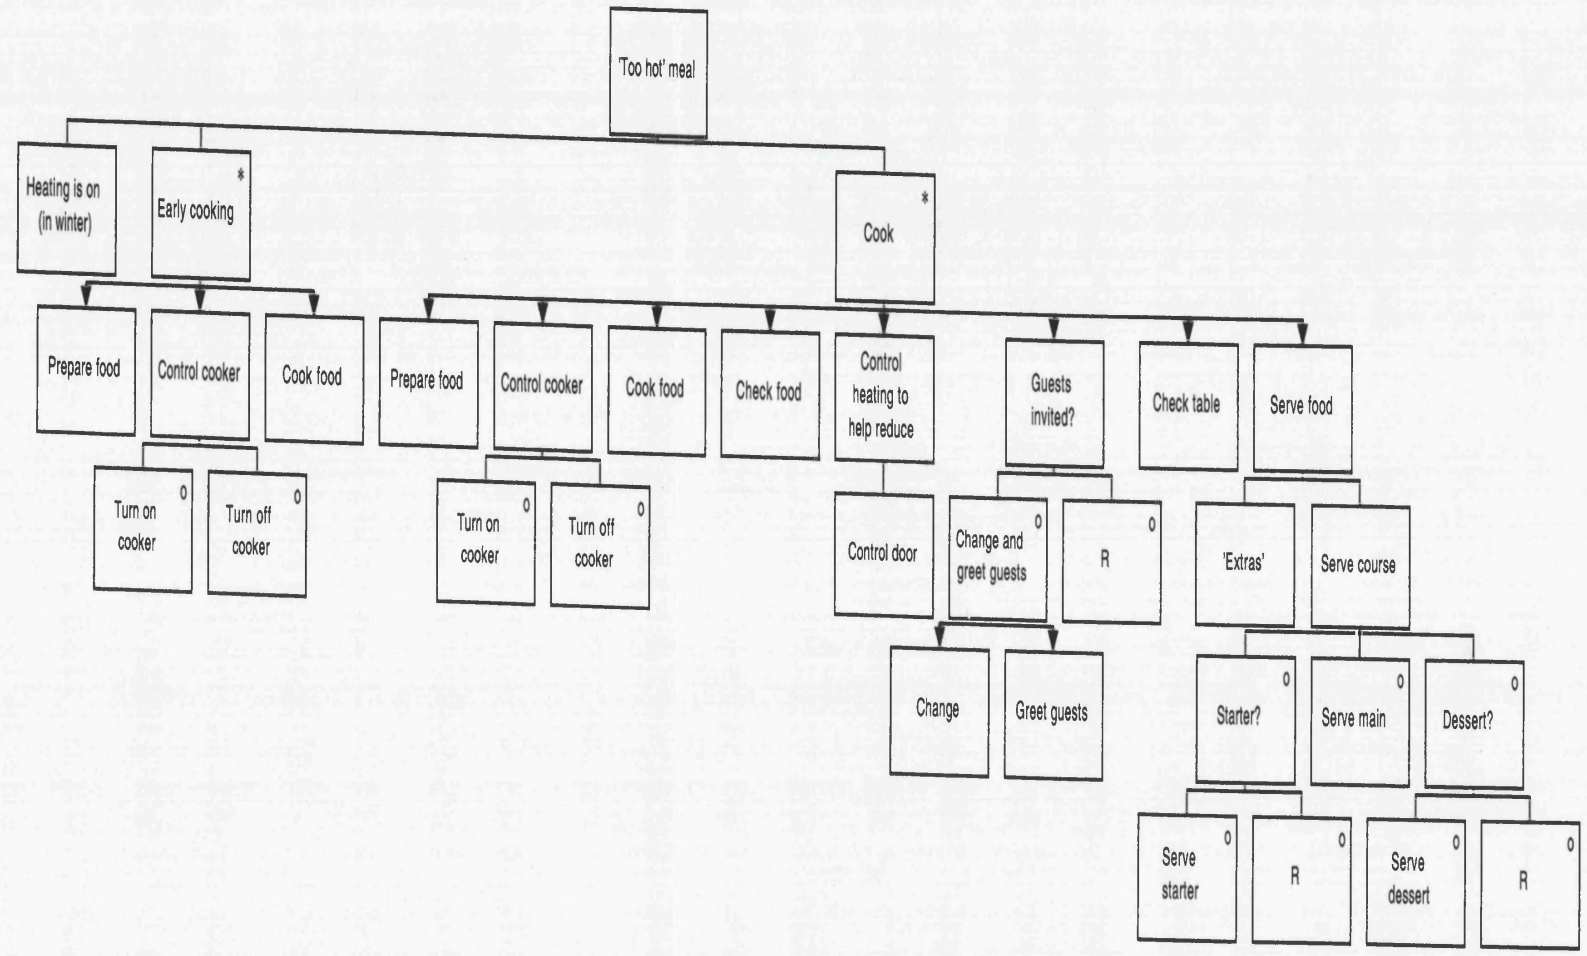 'Too hot' meal
Heating is on
(in winter)
*
Early cooking
*
Cook
Prepare food
Control cooker
Cook food
Prepare food
Control cooker
Cook food
Check food
Control
heating to
help reduce
Guests
invited?
Check table
Serve food
O
Turn on
cooker
O
Turn off
cooker
O
Turn on
cooker
O
Turn off
cooker
Control door
O
Change and
greet guests
O
R
'Extras'
Serve course
Change
Greet guests
O
Starter?
O
Serve main
O
Dessert?
O
Serve
starter
O
R
O
Serve
dessert
O
R